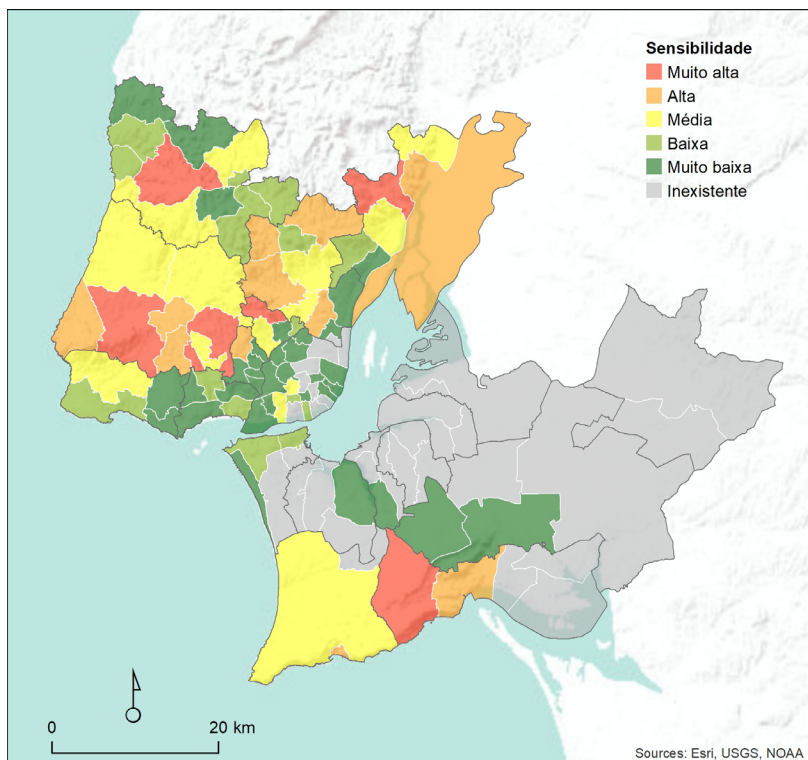 Sensibilidade
Muito alta
Alta
Média
Baixa
Muito baixa
Inexistente
0 20 km
Sources: Esri, USGS, NOAA